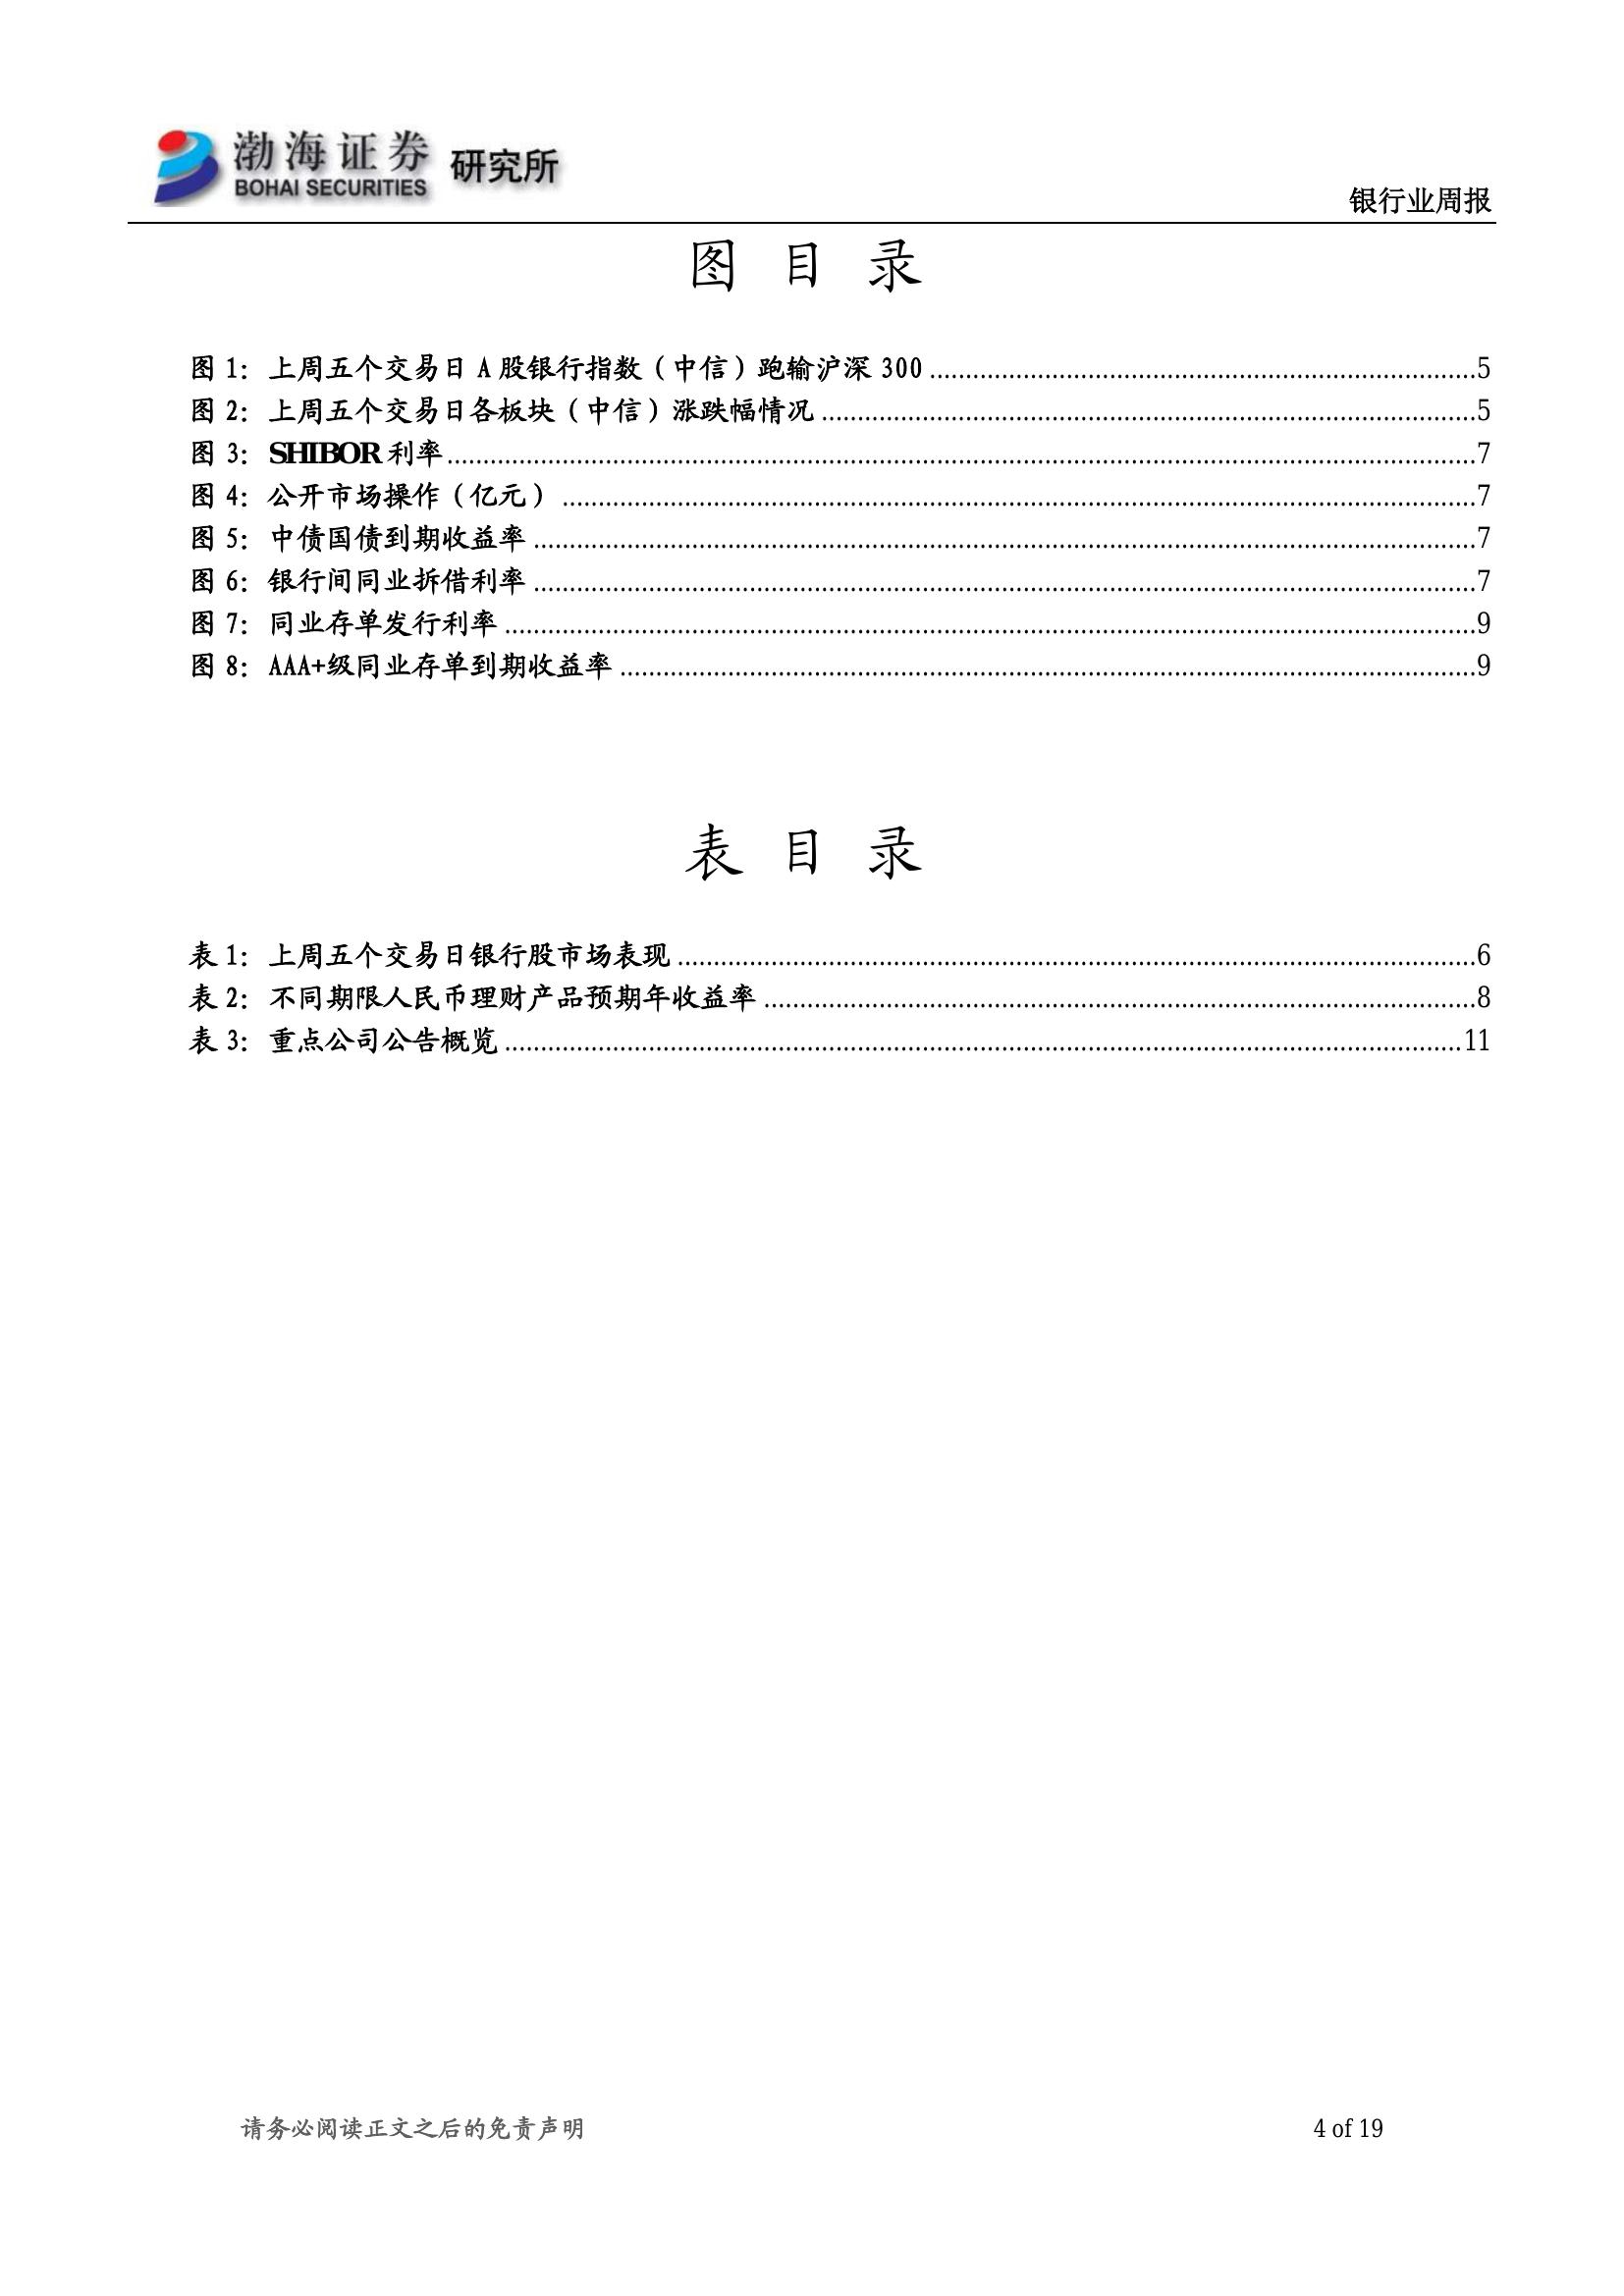 渤海证券 研究所
BOHAI SECURITIES
银行业周报
图 目 录
图 1：上周五个交易日 A 股银行指数（中信）跑输沪深 300 ........ 5
图 2：上周五个交易日各板块（中信）涨跌幅情况 ........ 5
图 3：SHIBOR 利率 ........ 7
图 4：公开市场操作（亿元） ........ 7
图 5：中债国债到期收益率 ........ 7
图 6：银行间同业拆借利率 ........ 7
图 7：同业存单发行利率 ........ 9
图 8：AAA+级同业存单到期收益率 ........ 9
表 目 录
表 1：上周五个交易日银行股市场表现 ........ 6
表 2：不同期限人民币理财产品预期年收益率 ........ 8
表 3：重点公司公告概览 ........ 11
请务必阅读正文之后的免责声明 4 of 19